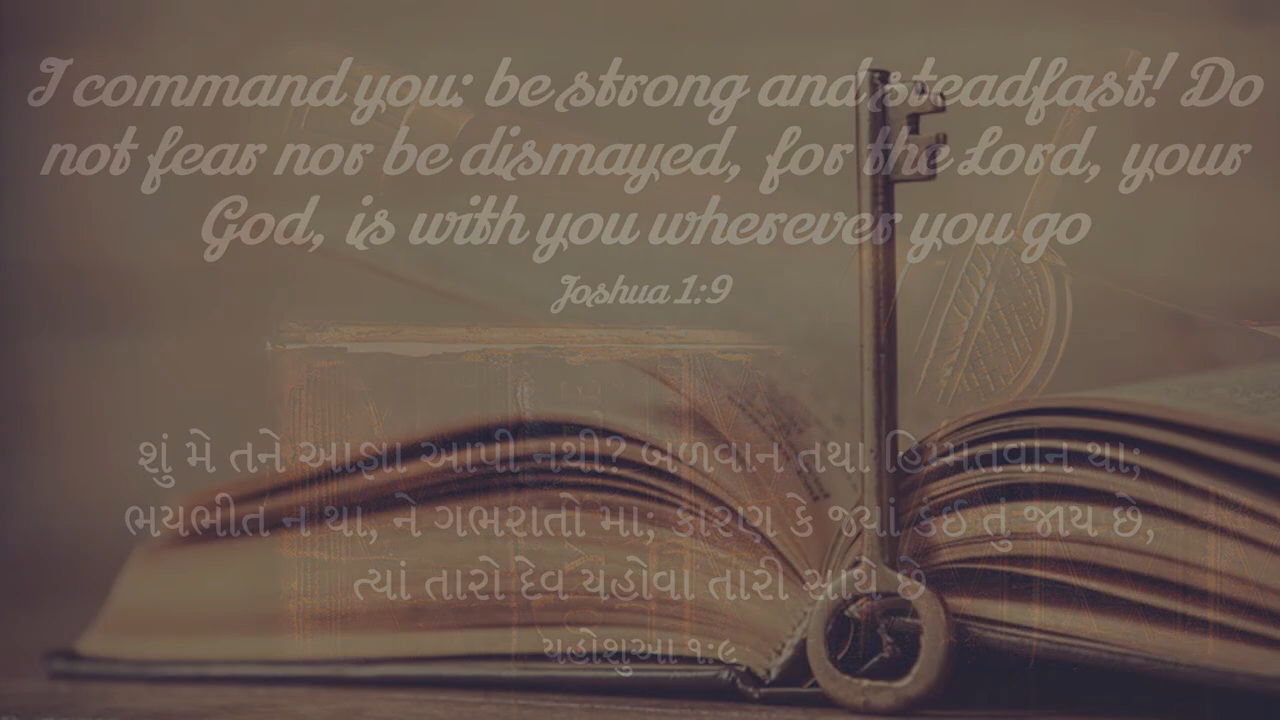 I command you: be strong and steadfast! Do
not fear nor be dismayed, for the Lord, your
God, is with you wherever you go
Joshua 1:9
શું મે તને આજ્ઞા આપી નથી? બળવાન તથા હિંમતવાન થા;
ભયભીત ન થા, ને ગભરાતો મા; કારણ કે જ્યાં કંઈ તું જાય છે,
ત્યાં તારો દેવ યહોવા તારી સાથે છે
યહોશુઆ ૧:૯